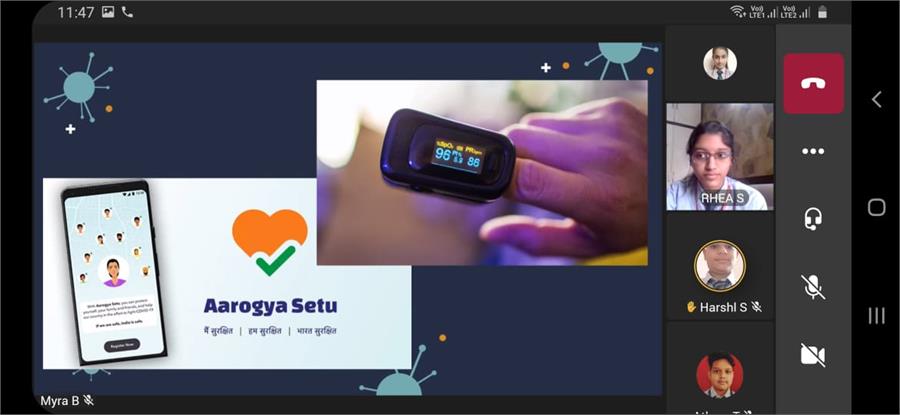 11:47
Vo))
LTE1
Vo))
LTE2
%SpO₂
PRbpm
96
86
With Aarogya Setu, you can protect
yourself, your family and friends, and help
our country in the effort to fight COVID-19
If we are safe, India is safe.
Register Now
Aarogya Setu
मैं सुरक्षित | हम सुरक्षित | भारत सुरक्षित
Myra B
RHEA S
Harshl S